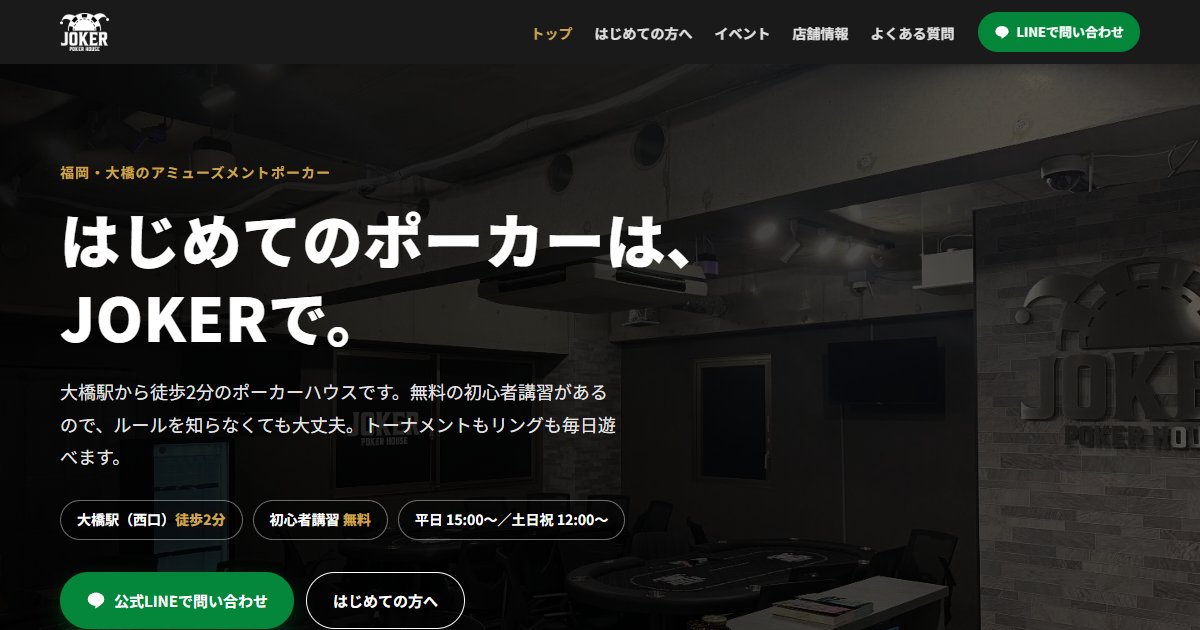 JOKER
POKER HOUSE
トップ
はじめての方へ
イベント
店舗情報
よくある質問
LINEで問い合わせ
福岡・大橋のアミューズメントポーカー
はじめてのポーカーは、
JOKERで。
大橋駅から徒歩2分のポーカーハウスです。無料の初心者講習がある
ので、ルールを知らなくても大丈夫。トーナメントもリングも毎日遊
べます。
JOKER
POKER HOUSE
大橋駅（西口）徒歩2分
初心者講習 無料
平日 15:00〜／土日祝 12:00〜
公式LINEで問い合わせ
はじめての方へ